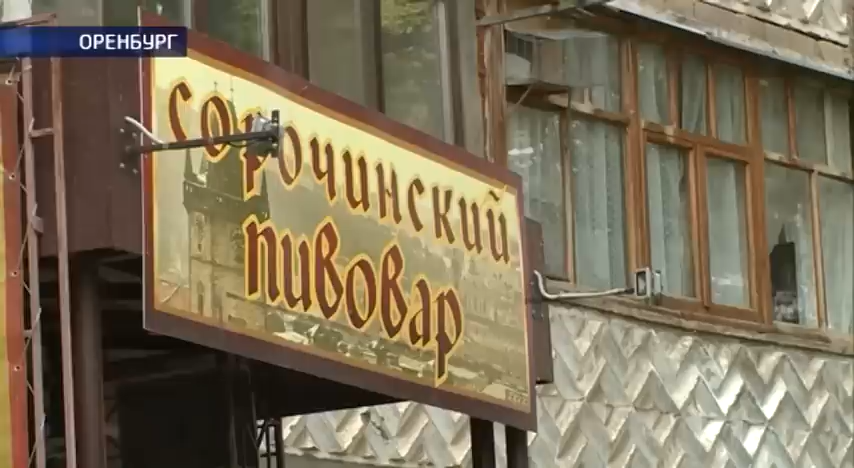 ОРЕНБУРГ
сорочинский
пивовар